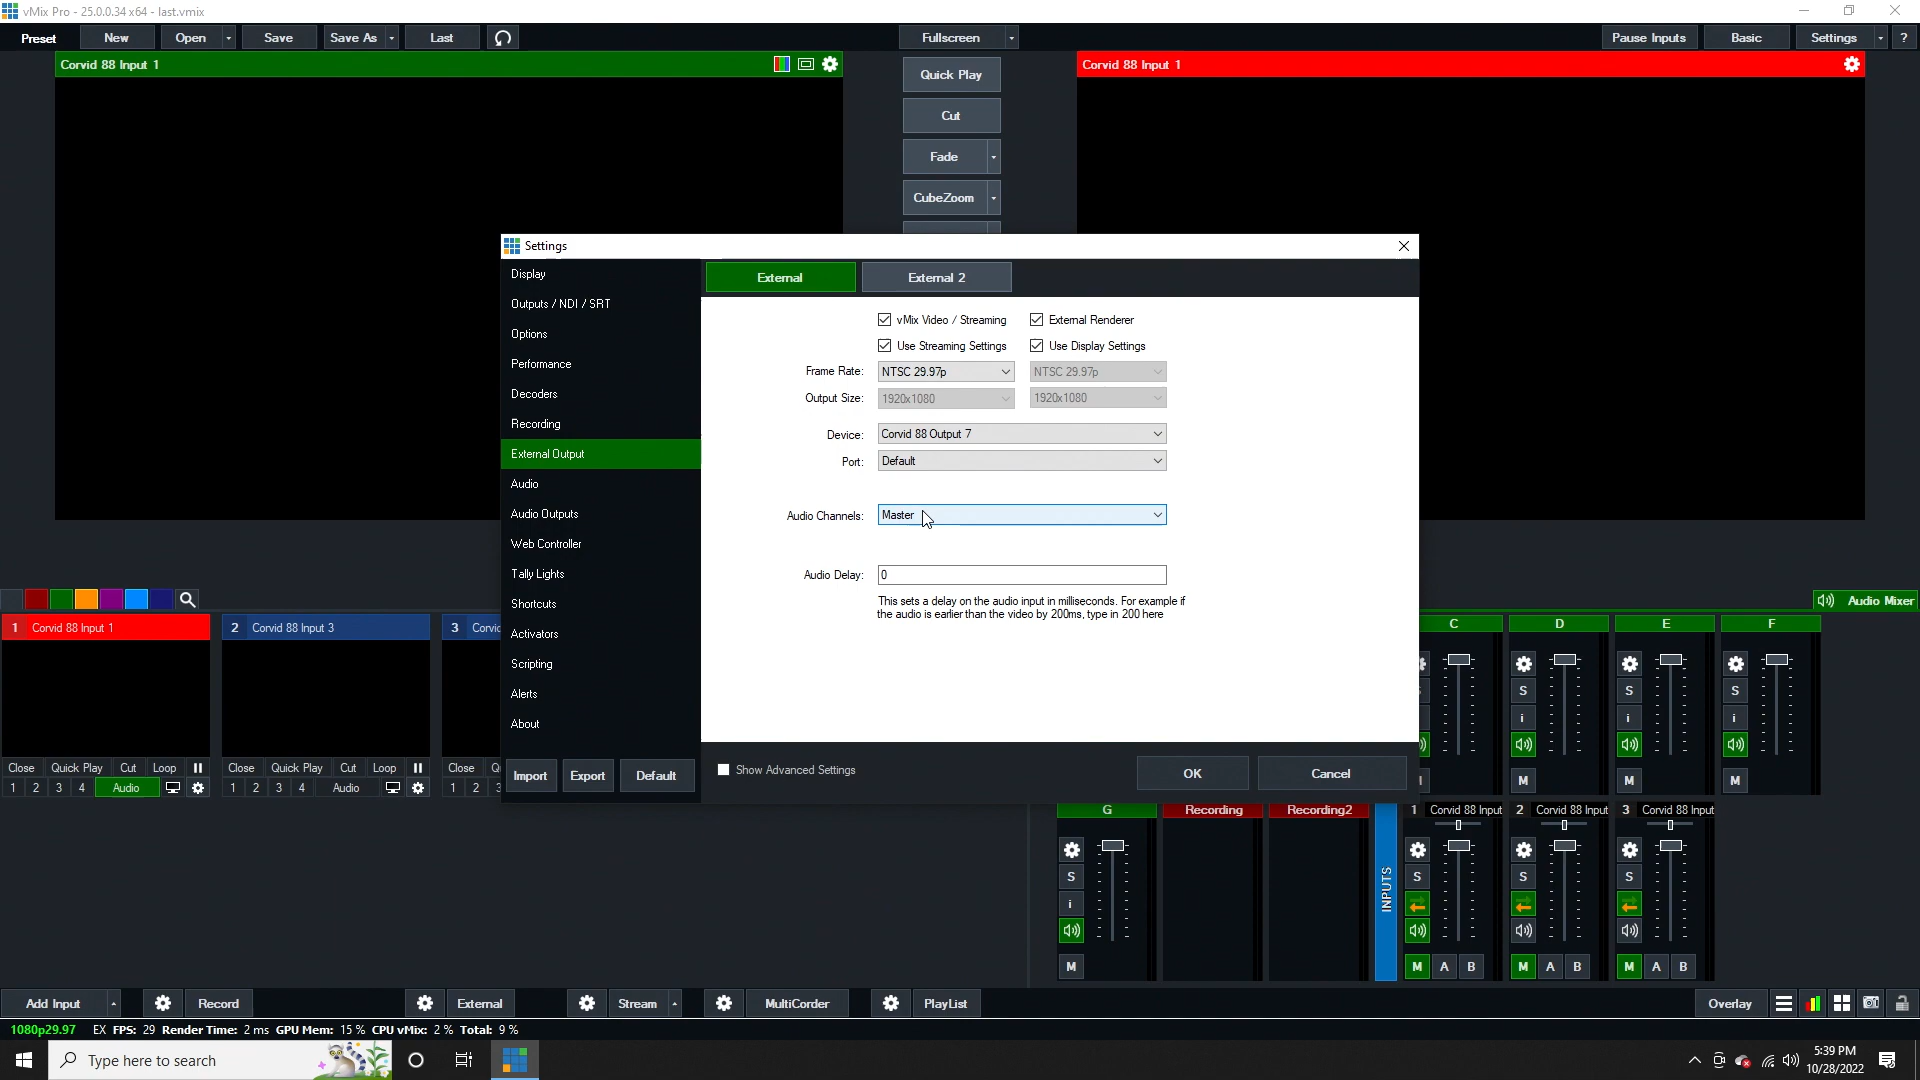 vMix Pro - 25.0.0.34 x64 - last.vmix
Preset New Open Save Save As Last Fullscreen Pause Inputs Basic Settings ?
Corvid 88 Input 1
Corvid 88 Input 1
Quick Play
Cut
Fade
CubeZoom
Settings
Display
Outputs / NDI / SRT
Options
Performance
Decoders
Recording
External Output
Audio
Audio Outputs
Web Controller
Tally Lights
Shortcuts
Activators
Scripting
Alerts
About
Import Export Default
External External 2
vMix Video / Streaming External Renderer
Use Streaming Settings Use Display Settings
Frame Rate: NTSC 29.97p NTSC 29.97p
Output Size: 1920x1080 1920x1080
Device: Corvid 88 Output 7
Port: Default
Audio Channels: Master
Audio Delay: 0
This sets a delay on the audio input in milliseconds. For example if
the audio is earlier than the video by 200ms, type in 200 here
Show Advanced Settings OK Cancel
1 Corvid 88 Input 1 2 Corvid 88 Input 3 3
Close Quick Play Cut Loop Close Quick Play Cut Loop Close
1 2 3 4 Audio 1 2 3 4 Audio 1 2
Audio Mixer
C D E F
S S S
i i i
M M M
G Recording Recording2 INPUTS 1 Corvid 88 Input 2 Corvid 88 Input 3 Corvid 88 Input
S S S S
i
M M A B M A B M A B
Add Input Record External Stream MultiCorder PlayList Overlay
1080p29.97 EX FPS: 29 Render Time: 2 ms GPU Mem: 15 % CPU vMix: 2 % Total: 9 %
Type here to search
5:39 PM
10/28/2022